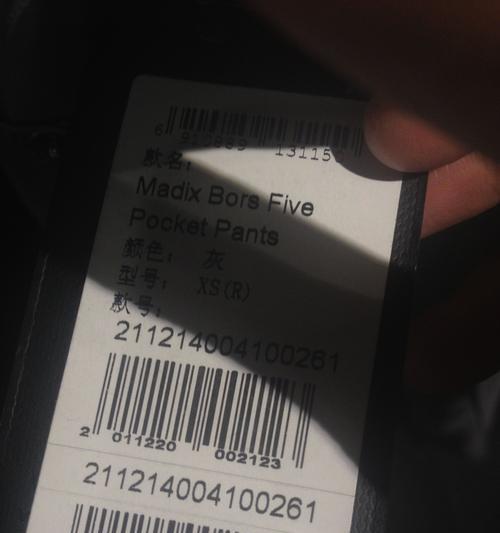 款名：
Madix Bors Five
Pocket Pants
颜色： 灰
型号： XS(R)
款号：
211214004100261
2 011220 002123
211214004100261